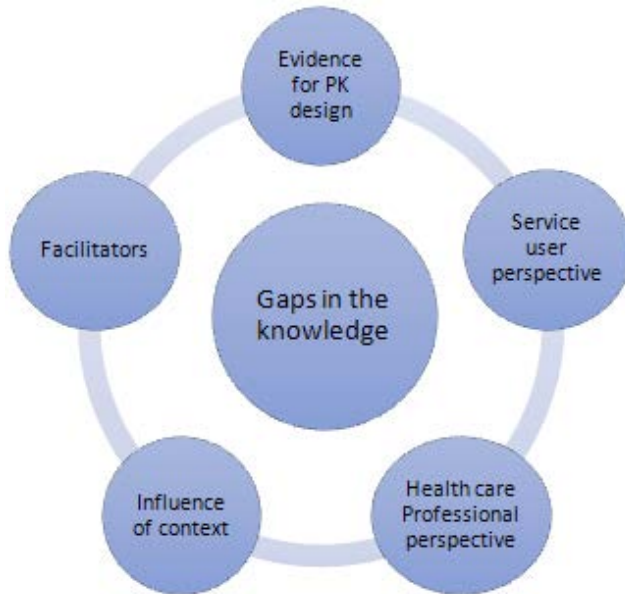 Evidence
for PK
design
Service
user
perspective
Gaps in the
knowledge
Facilitators
Influence
of context
Health care
Professional
perspective